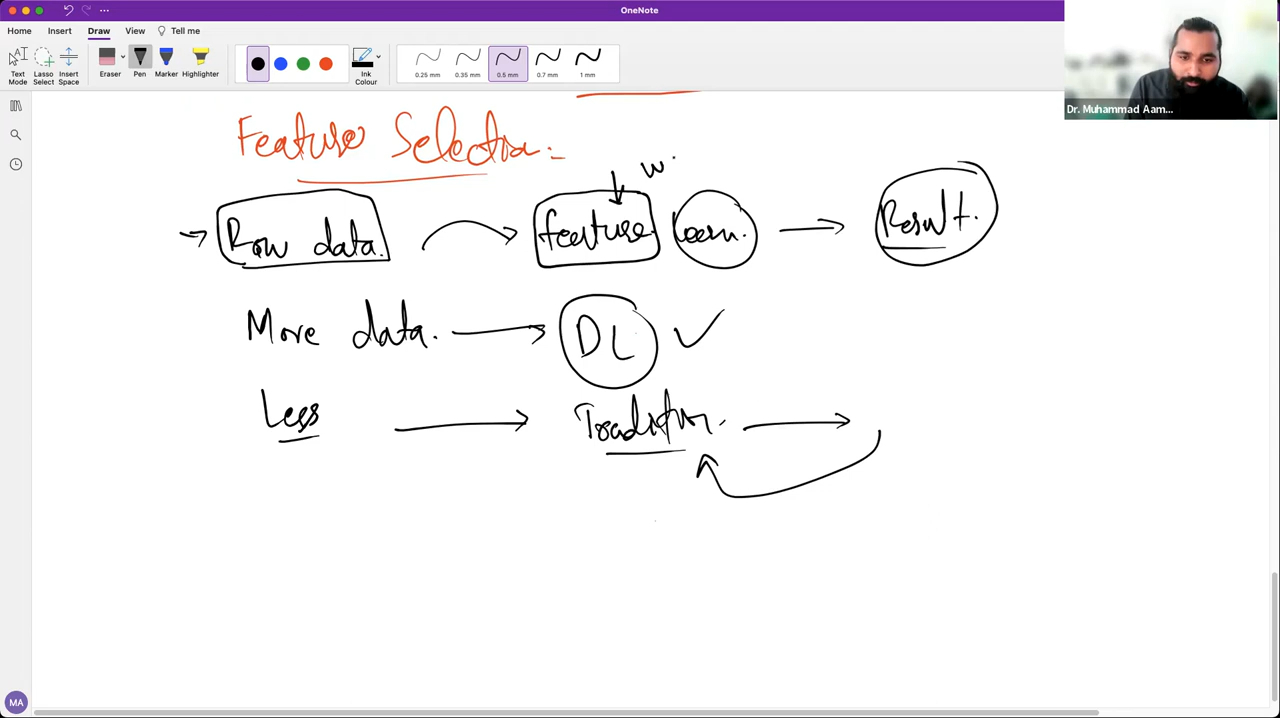 OneNote
Home Insert Draw View Tell me
Text Mode Lasso Select Insert Space Eraser Pen Marker Highlighter Ink Colour 0.25 mm 0.35 mm 0.5 mm 0.7 mm 1 mm
Dr. Muhammad Aam...
Feature Selection:
w.
Raw data. feature. learn. Result.
More data. DL
Less Tradition.
MA